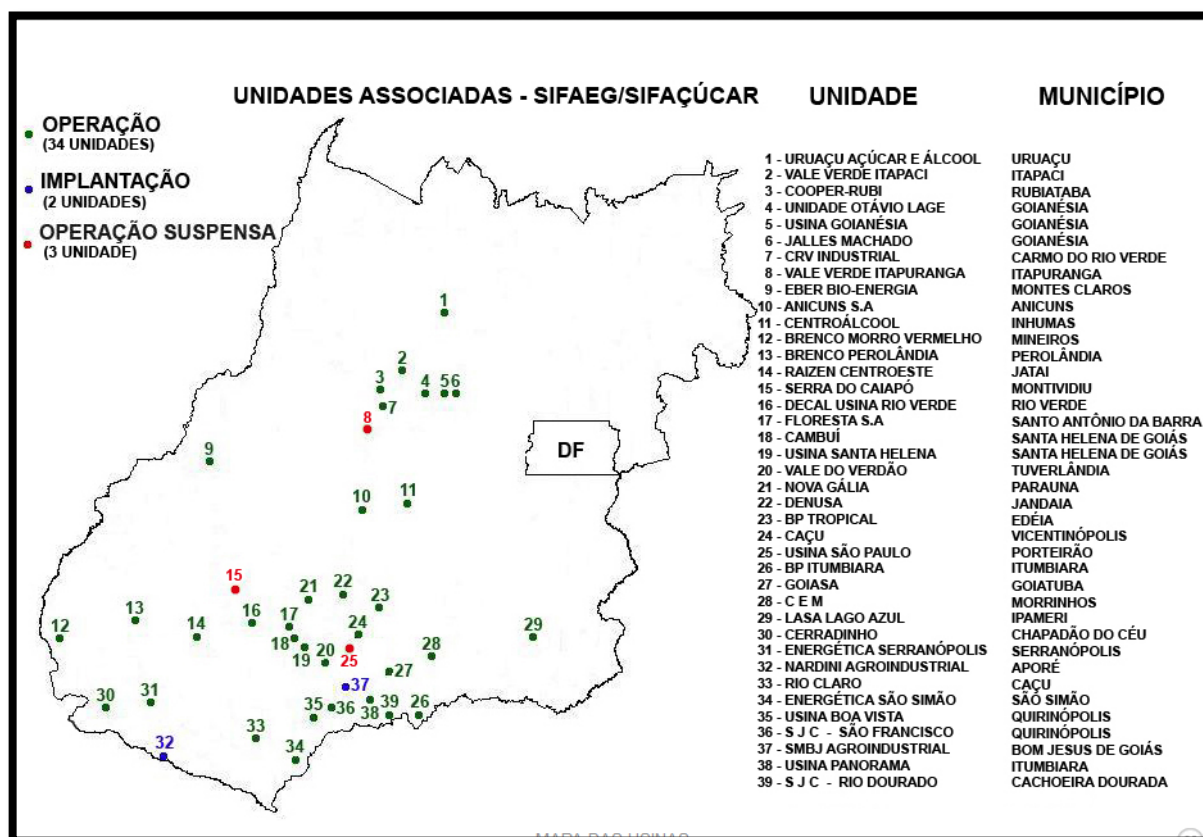 UNIDADES ASSOCIADAS - SIFAEG/SIFAÇÚCAR
OPERAÇÃO
(34 UNIDADES)
IMPLANTAÇÃO
(2 UNIDADES)
OPERAÇÃO SUSPENSA
(3 UNIDADE)
1
2
3
4
5
6
7
8
9
10
11
DF
12
13
14
15
16
17
18
19
20
21
22
23
24
25
26
27
28
29
30
31
32
33
34
35
36
37
38
39
UNIDADE MUNICÍPIO
1 - URUAÇU AÇÚCAR E ÁLCOOL URUAÇU
2 - VALE VERDE ITAPACI ITAPACI
3 - COOPER-RUBI RUBIATABA
4 - UNIDADE OTÁVIO LAGE GOIANÉSIA
5 - USINA GOIANÉSIA GOIANÉSIA
6 - JALLES MACHADO GOIANÉSIA
7 - CRV INDUSTRIAL CARMO DO RIO VERDE
8 - VALE VERDE ITAPURANGA ITAPURANGA
9 - EBER BIO-ENERGIA MONTES CLAROS
10 - ANICUNS S.A ANICUNS
11 - CENTROÁLCOOL INHUMAS
12 - BRENCO MORRO VERMELHO MINEIROS
13 - BRENCO PEROLÂNDIA PEROLÂNDIA
14 - RAIZEN CENTROESTE JATAI
15 - SERRA DO CAIAPÓ MONTIVIDIU
16 - DECAL USINA RIO VERDE RIO VERDE
17 - FLORESTA S.A SANTO ANTÔNIO DA BARRA
18 - CAMBUÍ SANTA HELENA DE GOIÁS
19 - USINA SANTA HELENA SANTA HELENA DE GOIÁS
20 - VALE DO VERDÃO TUVERLÂNDIA
21 - NOVA GÁLIA PARAUNA
22 - DENUSA JANDAIA
23 - BP TROPICAL EDÉIA
24 - CAÇU VICENTINÓPOLIS
25 - USINA SÃO PAULO PORTEIRÃO
26 - BP ITUMBIARA ITUMBIARA
27 - GOIASA GOIATUBA
28 - C E M MORRINHOS
29 - LASA LAGO AZUL IPAMERI
30 - CERRADINHO CHAPADÃO DO CÉU
31 - ENERGÉTICA SERRANÓPOLIS SERRANÓPOLIS
32 - NARDINI AGROINDUSTRIAL APORÉ
33 - RIO CLARO CAÇU
34 - ENERGÉTICA SÃO SIMÃO SÃO SIMÃO
35 - USINA BOA VISTA QUIRINÓPOLIS
36 - S J C - SÃO FRANCISCO QUIRINÓPOLIS
37 - SMBJ AGROINDUSTRIAL BOM JESUS DE GOIÁS
38 - USINA PANORAMA ITUMBIARA
39 - S J C - RIO DOURADO CACHOEIRA DOURADA